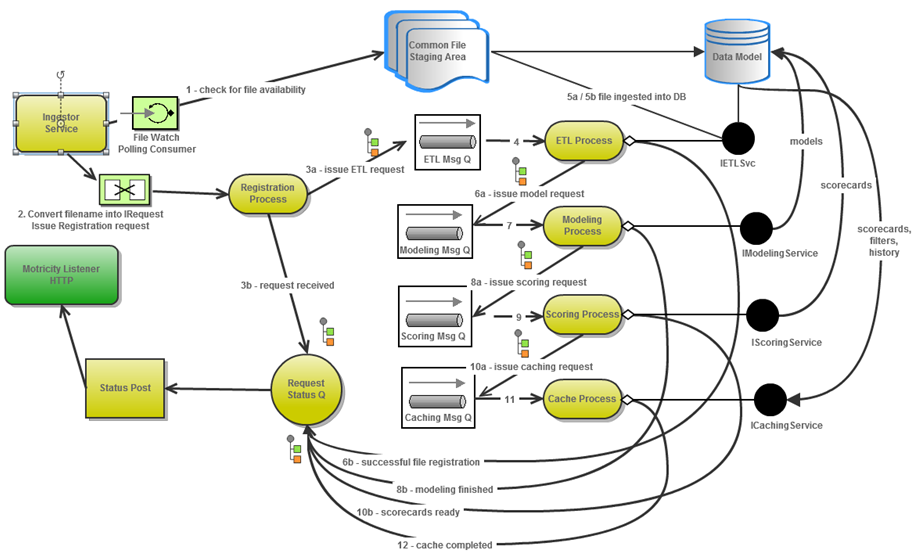 Common File
Staging Area
Data Model
1 - check for file availability
5a / 5b file ingested into DB
Ingestor
Service
File Watch
Polling Consumer
ETL Msg Q
4
ETL Process
IETLSvc
models
3a - issue ETL request
Registration
Process
6a - issue model request
scorecards
2. Convert filename into IRequest
Issue Registration request
Modeling Msg Q
7
Modeling
Process
IModelingService
scorecards,
filters,
history
Motricity Listener
HTTP
3b - request received
8a - issue scoring request
Scoring Msg Q
9
Scoring Process
IScoringService
10a - issue caching request
Status Post
Request
Status Q
Caching Msg Q
11
Cache Process
ICachingService
6b - successful file registration
8b - modeling finished
10b - scorecards ready
12 - cache completed